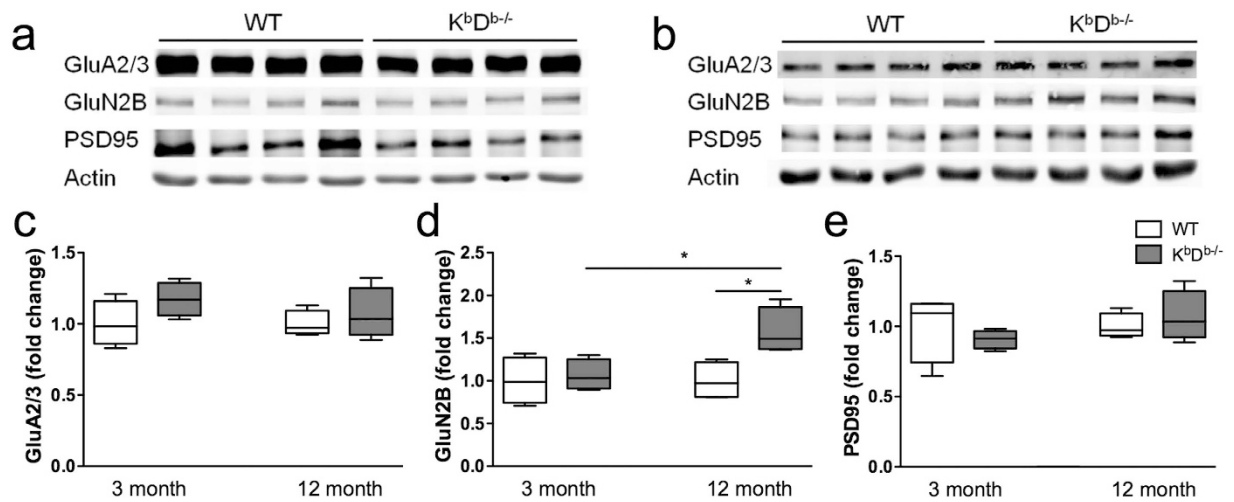 a
WT KᵇDᵇ⁻/⁻
GluA2/3
GluN2B
PSD95
Actin
b
WT KᵇDᵇ⁻/⁻
GluA2/3
GluN2B
PSD95
Actin
c
GluA2/3 (fold change)
1.5
1.0
0.5
0.0
3 month 12 month
d
GluN2B (fold change)
2.5
2.0
1.5
1.0
0.5
0.0
*
*
3 month 12 month
e
PSD95 (fold change)
1.5
1.0
0.5
0.0
WT
KᵇDᵇ⁻/⁻
3 month 12 month